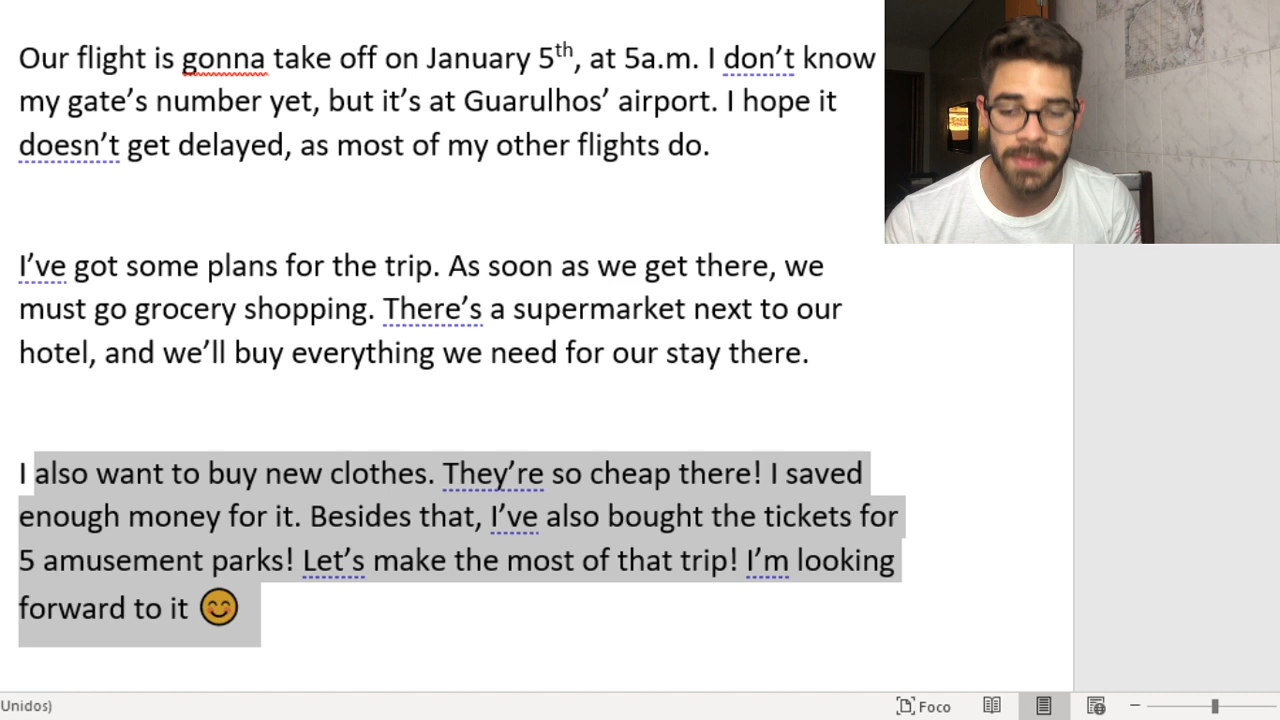 Our flight is gonna take off on January 5th, at 5a.m. I don’t know
my gate’s number yet, but it’s at Guarulhos’ airport. I hope it
doesn’t get delayed, as most of my other flights do.
I’ve got some plans for the trip. As soon as we get there, we
must go grocery shopping. There’s a supermarket next to our
hotel, and we’ll buy everything we need for our stay there.
I also want to buy new clothes. They’re so cheap there! I saved
enough money for it. Besides that, I’ve also bought the tickets for
5 amusement parks! Let’s make the most of that trip! I’m looking
forward to it 😊
Unidos)
Foco